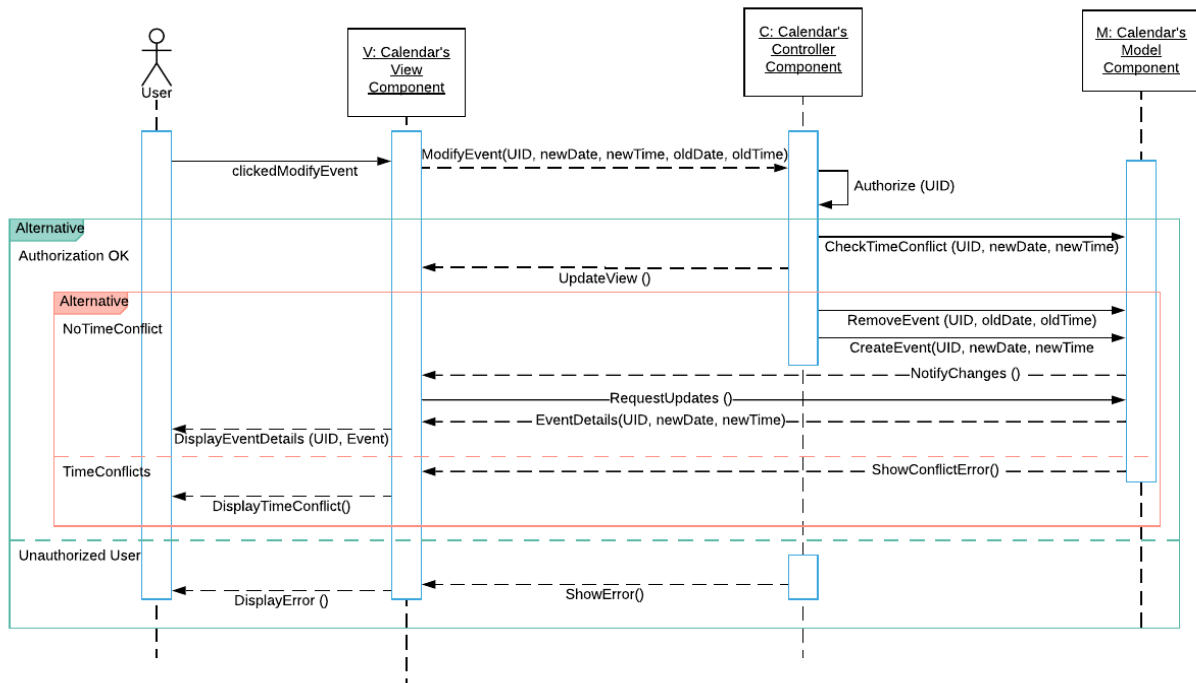 User
V: Calendar's
View
Component
C: Calendar's
Controller
Component
M: Calendar's
Model
Component
clickedModifyEvent
ModifyEvent(UID, newDate, newTime, oldDate, oldTime)
Authorize (UID)
Alternative
Authorization OK
CheckTimeConflict (UID, newDate, newTime)
UpdateView ()
Alternative
NoTimeConflict
RemoveEvent (UID, oldDate, oldTime)
CreateEvent(UID, newDate, newTime
NotifyChanges ()
RequestUpdates ()
EventDetails(UID, newDate, newTime)
DisplayEventDetails (UID, Event)
TimeConflicts
ShowConflictError()
DisplayTimeConflict()
Unauthorized User
ShowError()
DisplayError ()